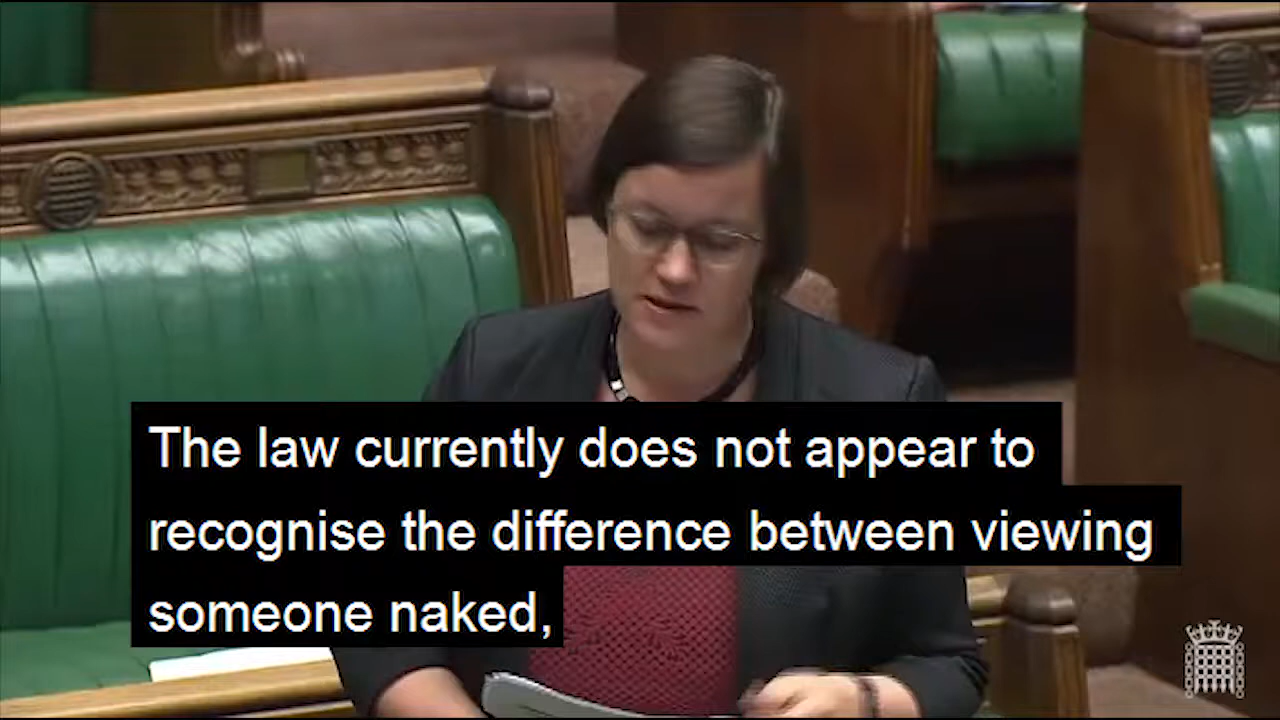 The law currently does not appear to
recognise the difference between viewing
someone naked,